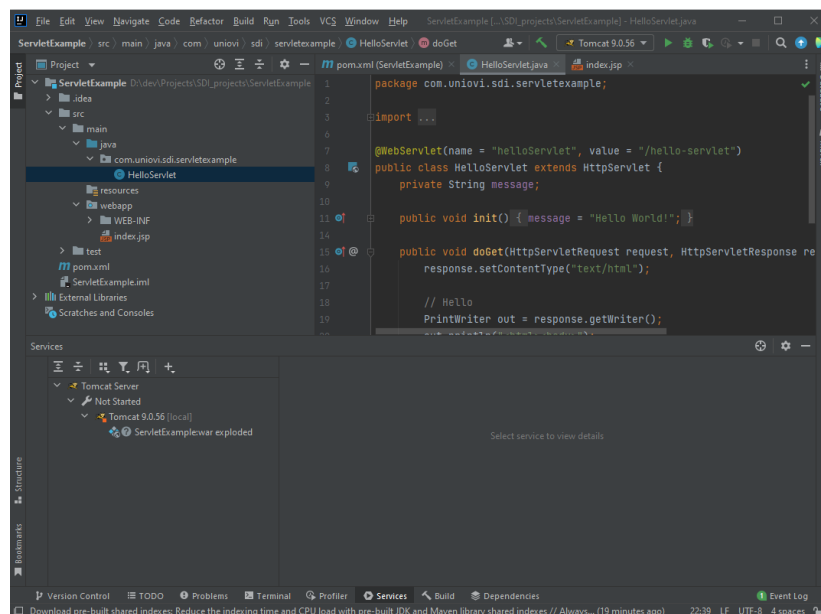 File Edit View Navigate Code Refactor Build Run Tools VCS Window Help ServletExample [...\SDI_projects\ServletExample] - HelloServlet.java
ServletExample src main java com uniovi sdi servletexample HelloServlet doGet Tomcat 9.0.56
Project
Project
pom.xml (ServletExample) HelloServlet.java index.jsp
ServletExample D:\dev\Projects\SDI_projects\ServletExample
.idea
src
main
java
com.uniovi.sdi.servletexample
HelloServlet
resources
webapp
WEB-INF
index.jsp
test
pom.xml
ServletExample.iml
External Libraries
Scratches and Consoles
1 package com.uniovi.sdi.servletexample;
2
3 import ...
6
7 @WebServlet(name = "helloServlet", value = "/hello-servlet")
8 public class HelloServlet extends HttpServlet {
9 private String message;
10
11 public void init() { message = "Hello World!"; }
14
15 @ public void doGet(HttpServletRequest request, HttpServletResponse re
16 response.setContentType("text/html");
17
18 // Hello
19 PrintWriter out = response.getWriter();
Services
Tomcat Server
Not Started
Tomcat 9.0.56 [local]
ServletExample:war exploded
Select service to view details
Structure
Bookmarks
Version Control TODO Problems Terminal Profiler Services Build Dependencies 1 Event Log
Download pre-built shared indexes: Reduce the indexing time and CPU load with pre-built JDK and Maven library shared indexes // Always... (19 minutes ago) 22:39 LF UTF-8 4 spaces